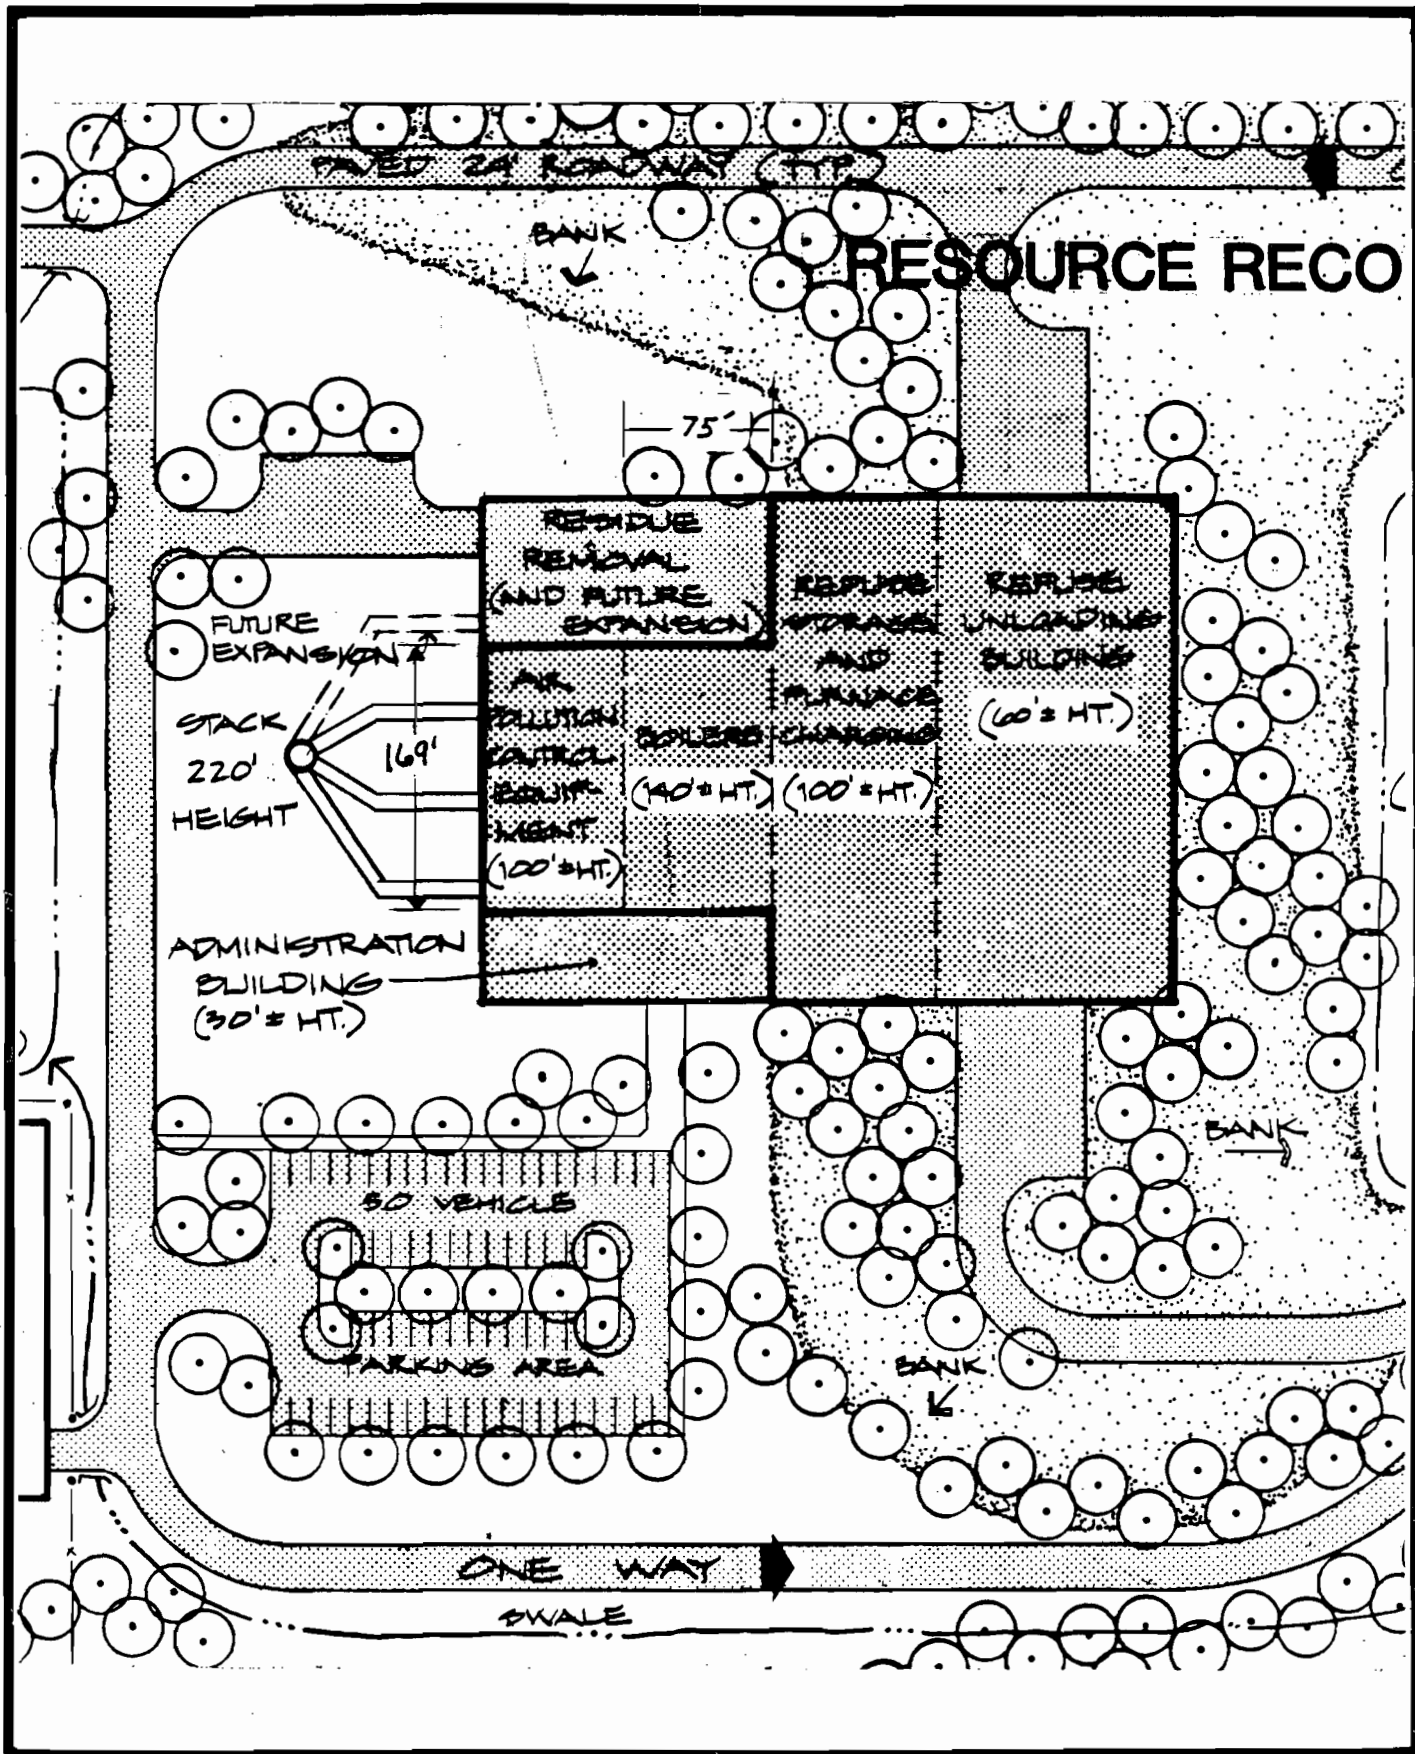 PAVED 24' ROADWAY (TYP)
BANK
RESOURCE RECO
75'
RESIDUE
REMOVAL
(AND FUTURE
EXPANSION)
REFUSE
STORAGE
AND
FURNACE
CHARGING
(100'± HT.)
REFUSE
UNLOADING
BUILDING
(60'± HT.)
FUTURE
EXPANSION
STACK
220'
HEIGHT
169'
AIR
POLLUTION
CONTROL
EQUIP-
MENT
(100'± HT.)
BOILERS
(140'± HT.)
ADMINISTRATION
BUILDING
(30'± HT.)
BANK
50 VEHICLE
PARKING AREA
BANK
ONE WAY
SWALE